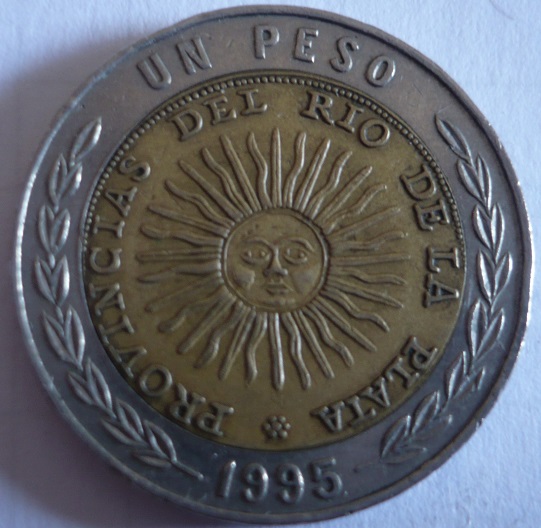 UN PESO
PROVINCIAS DEL RIO DE LA PLATA
1995